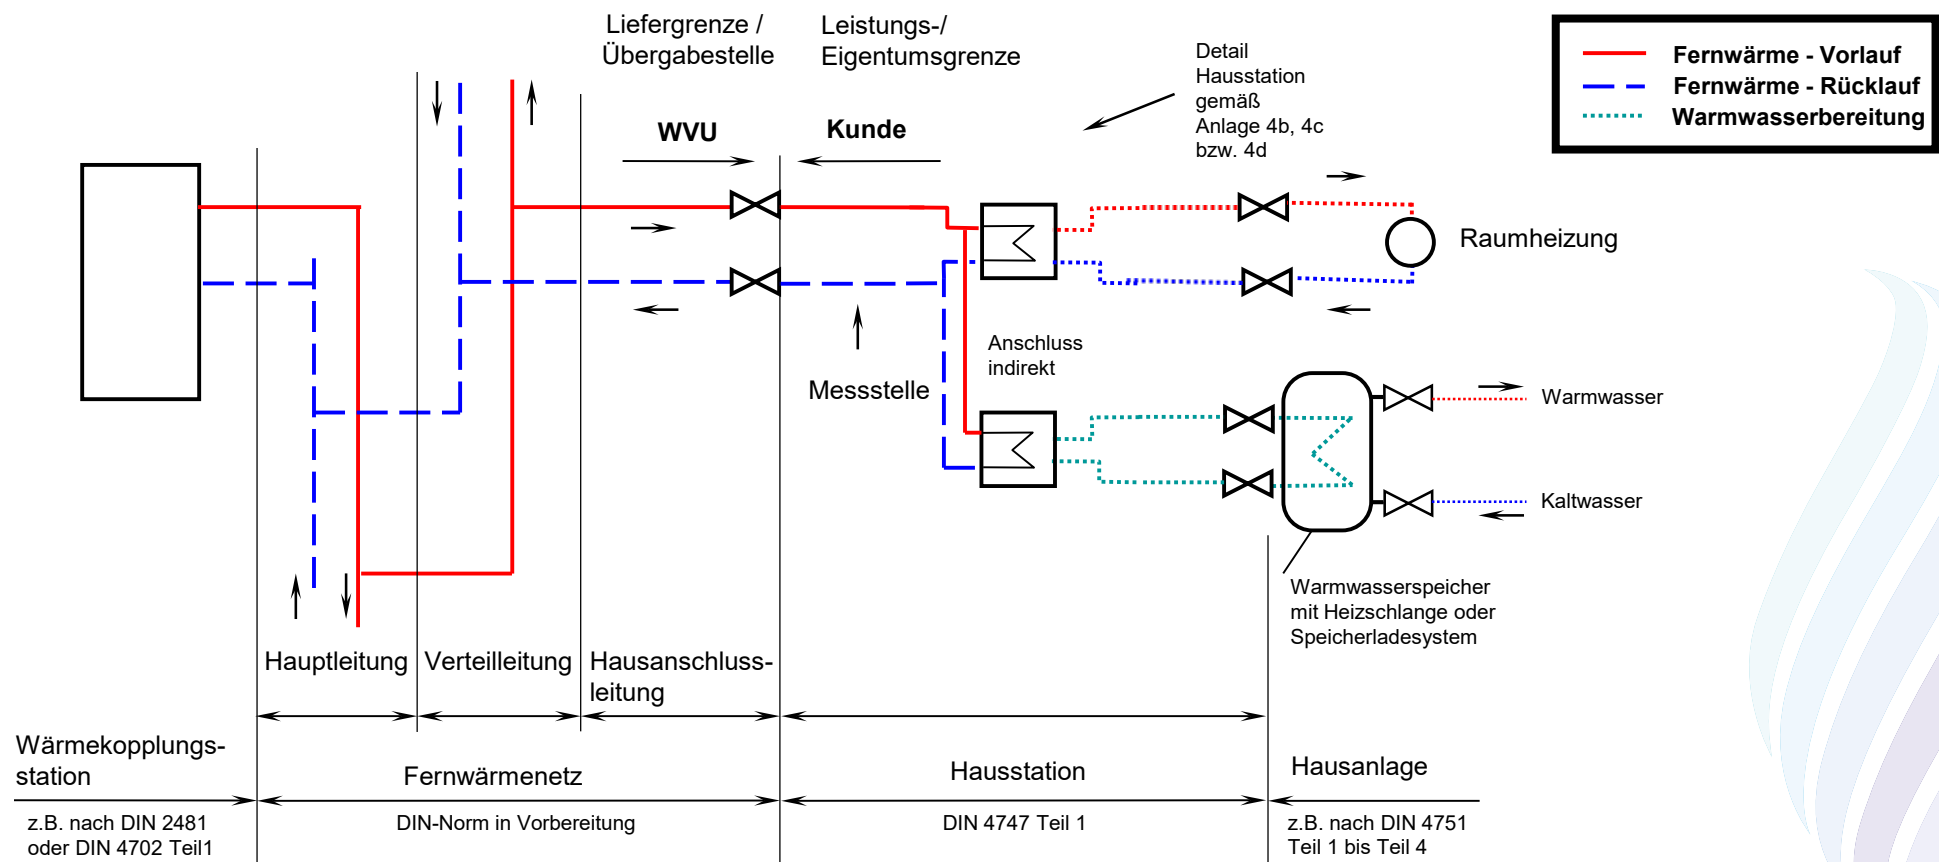 Liefergrenze /
Übergabestelle
Leistungs-/
Eigentumsgrenze
Detail
Hausstation
gemäß
Anlage 4b, 4c
bzw. 4d
Fernwärme - Vorlauf
Fernwärme - Rücklauf
Warmwasserbereitung
WVU
Kunde
Raumheizung
Anschluss
indirekt
Messstelle
Warmwasser
Kaltwasser
Warmwasserspeicher
mit Heizschlange oder
Speicherladesystem
Hauptleitung
Verteilleitung
Hausanschluss-
leitung
Wärmekopplungs-
station
Fernwärmenetz
Hausstation
Hausanlage
z.B. nach DIN 2481
oder DIN 4702 Teil1
DIN-Norm in Vorbereitung
DIN 4747 Teil 1
z.B. nach DIN 4751
Teil 1 bis Teil 4